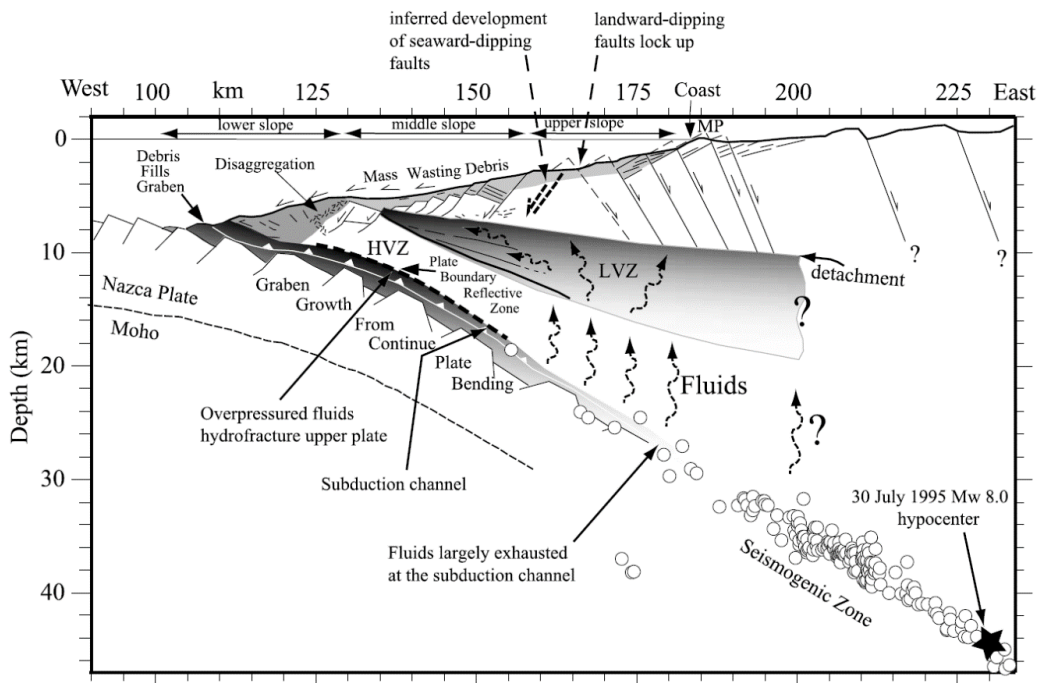 inferred development
of seaward-dipping
faults
landward-dipping
faults lock up
West 100 km 125 150 175 Coast 200 225 East
lower slope middle slope upper slope MP
0
Debris
Fills
Graben
Disaggregation
Mass Wasting Debris
10
HVZ
LVZ
Plate
Boundary
Reflective
Zone
detachment
?
?
?
Nazca Plate
Moho
Graben
Growth
From
Continue
Plate
Bending
20
Fluids
?
Depth (km)
Overpressured fluids
hydrofracture upper plate
Subduction channel
30
30 July 1995 Mw 8.0
hypocenter
Fluids largely exhausted
at the subduction channel
Seismogenic Zone
40